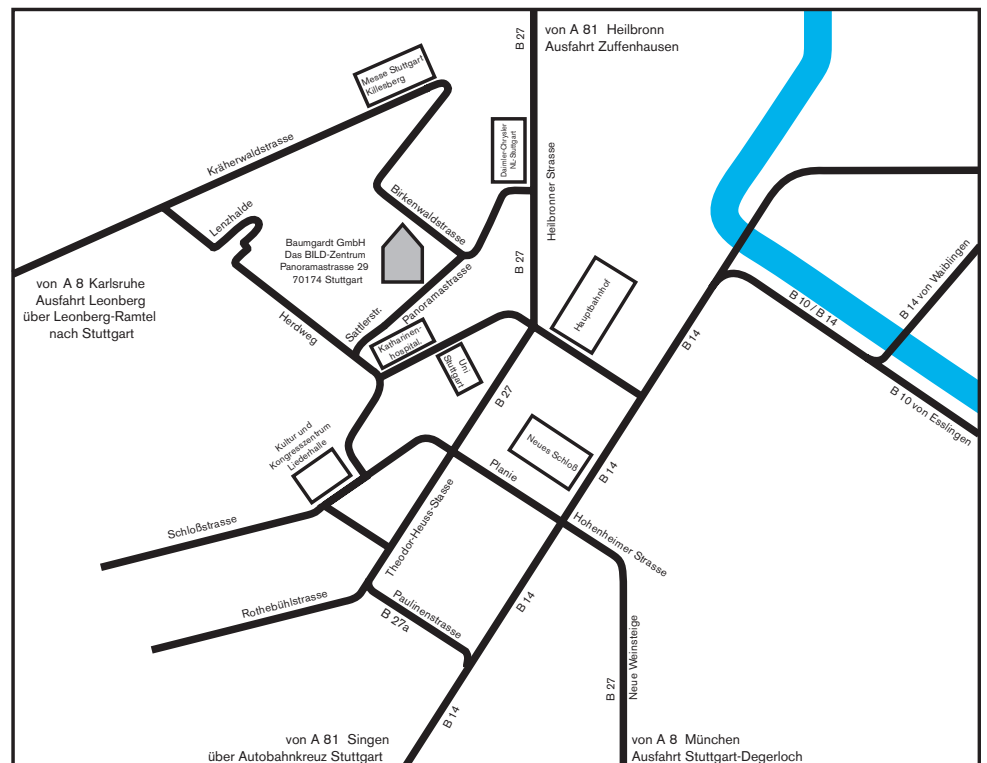 B 27
von A 81 Heilbronn
Ausfahrt Zuffenhausen
Messe Stuttgart
Killesberg
Daimler-Chrysler
NL-Stuttgart
Kräherwaldstrasse
Heilbronner Strasse
Birkenwaldstrasse
Lenzhalde
Baumgardt GmbH
Das BILD-Zentrum
Panoramastrasse 29
70174 Stuttgart
B 27
B 14 von Waiblingen
von A 8 Karlsruhe
Ausfahrt Leonberg
über Leonberg-Ramtel
nach Stuttgart
Herdweg
Sattlerstr.
Panoramastrasse
Hauptbahnhof
B 10 / B 14
B 14
Katharinen-
hospital,
Uni
Stuttgart
B 27
B 10 von Esslingen
Kultur und
Kongresszentrum
Liederhalle
Neues Schloß
Planie
B 14
Schloßstrasse
Theodor-Heuss-Stasse
Hohenheimer Strasse
Rothebühlstrasse
Paulinenstrasse
B 27a
B 14
Neue Weinsteige
B 27
B 14
von A 81 Singen
über Autobahnkreuz Stuttgart
von A 8 München
Ausfahrt Stuttgart-Degerloch